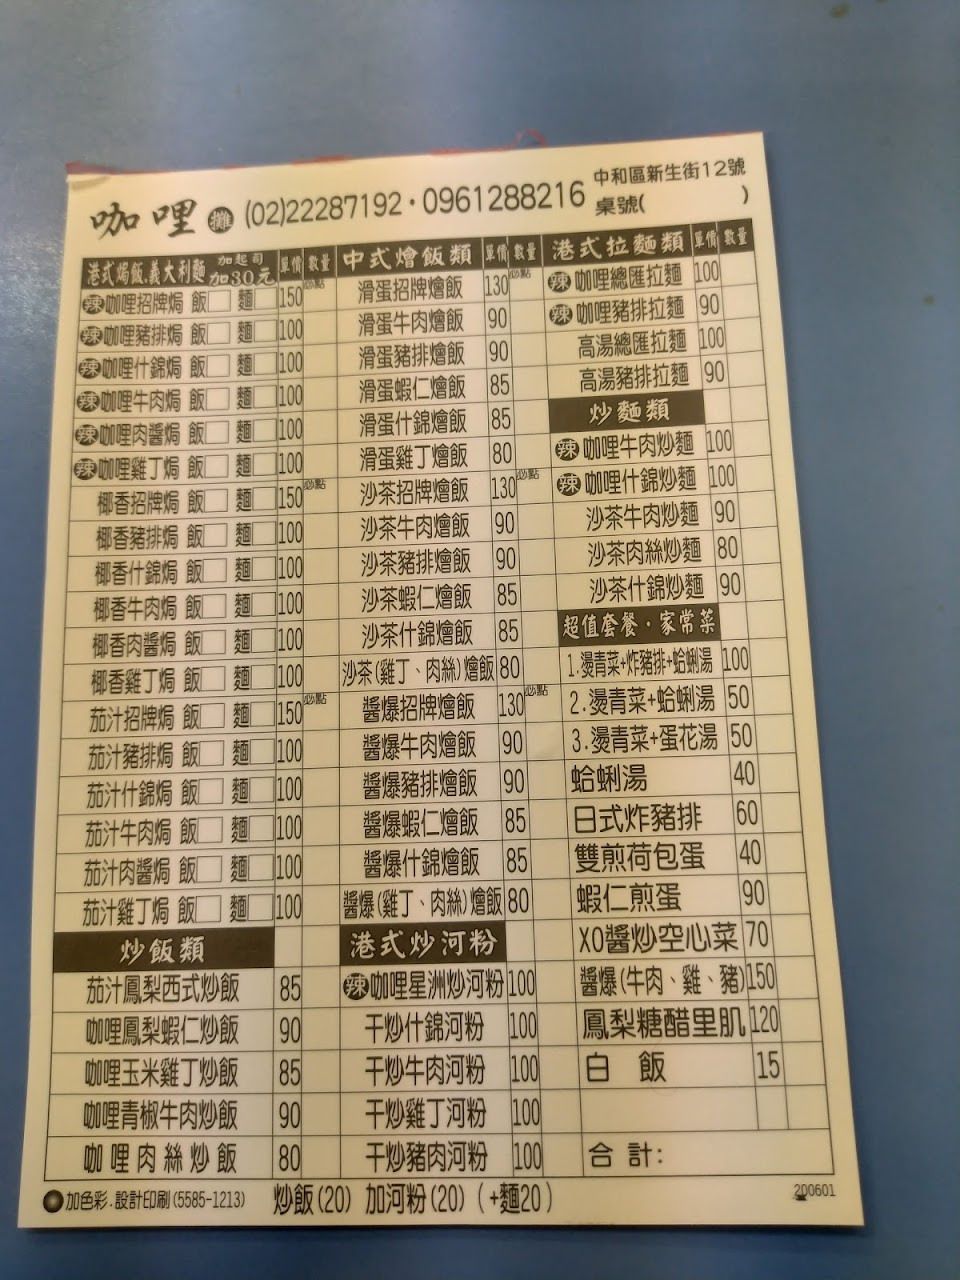 咖哩攤 (02)22287192·0961288216 中和區新生街12號
桌號( )
港式焗飯,義大利麵 加起司加30元 單價 數量
辣咖哩招牌焗 飯 麵 150 必點
辣咖哩豬排焗 飯 麵 100
辣咖哩什錦焗 飯 麵 100
辣咖哩牛肉焗 飯 麵 100
辣咖哩肉醬焗 飯 麵 100
辣咖哩雞丁焗 飯 麵 100
椰香招牌焗 飯 麵 150 必點
椰香豬排焗 飯 麵 100
椰香什錦焗 飯 麵 100
椰香牛肉焗 飯 麵 100
椰香肉醬焗 飯 麵 100
椰香雞丁焗 飯 麵 100
茄汁招牌焗 飯 麵 150 必點
茄汁豬排焗 飯 麵 100
茄汁什錦焗 飯 麵 100
茄汁牛肉焗 飯 麵 100
茄汁肉醬焗 飯 麵 100
茄汁雞丁焗 飯 麵 100
炒飯類
茄汁鳳梨西式炒飯 85
咖哩鳳梨蝦仁炒飯 90
咖哩玉米雞丁炒飯 85
咖哩青椒牛肉炒飯 90
咖哩肉絲炒飯 80
中式燴飯類 單價 數量
滑蛋招牌燴飯 130 必點
滑蛋牛肉燴飯 90
滑蛋豬排燴飯 90
滑蛋蝦仁燴飯 85
滑蛋什錦燴飯 85
滑蛋雞丁燴飯 80
沙茶招牌燴飯 130 必點
沙茶牛肉燴飯 90
沙茶豬排燴飯 90
沙茶蝦仁燴飯 85
沙茶什錦燴飯 85
沙茶(雞丁、肉絲)燴飯 80
醬爆招牌燴飯 130 必點
醬爆牛肉燴飯 90
醬爆豬排燴飯 90
醬爆蝦仁燴飯 85
醬爆什錦燴飯 85
醬爆(雞丁、肉絲)燴飯 80
港式炒河粉
辣咖哩星洲炒河粉 100
干炒什錦河粉 100
干炒牛肉河粉 100
干炒雞丁河粉 100
干炒豬肉河粉 100
港式拉麵類 單價 數量
辣咖哩總匯拉麵 100
辣咖哩豬排拉麵 90
高湯總匯拉麵 100
高湯豬排拉麵 90
炒麵類
辣咖哩牛肉炒麵 100
辣咖哩什錦炒麵 100
沙茶牛肉炒麵 90
沙茶肉絲炒麵 80
沙茶什錦炒麵 90
超值套餐·家常菜
1.燙青菜+炸豬排+蛤蜊湯 100
2.燙青菜+蛤蜊湯 50
3.燙青菜+蛋花湯 50
蛤蜊湯 40
日式炸豬排 60
雙煎荷包蛋 40
蝦仁煎蛋 90
XO醬炒空心菜 70
醬爆(牛肉、雞、豬) 150
鳳梨糖醋里肌 120
白 飯 15
合計:
加色彩.設計印刷(5585-1213) 炒飯(20) 加河粉(20) (+麵20) 200601